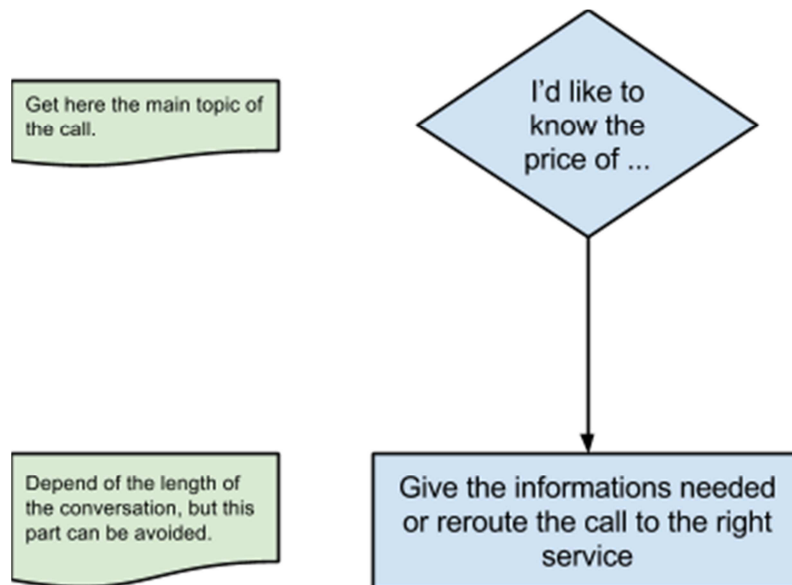 Get here the main topic of
the call.
I'd like to
know the
price of ...
Depend of the length of
the conversation, but this
part can be avoided.
Give the informations needed
or reroute the call to the right
service